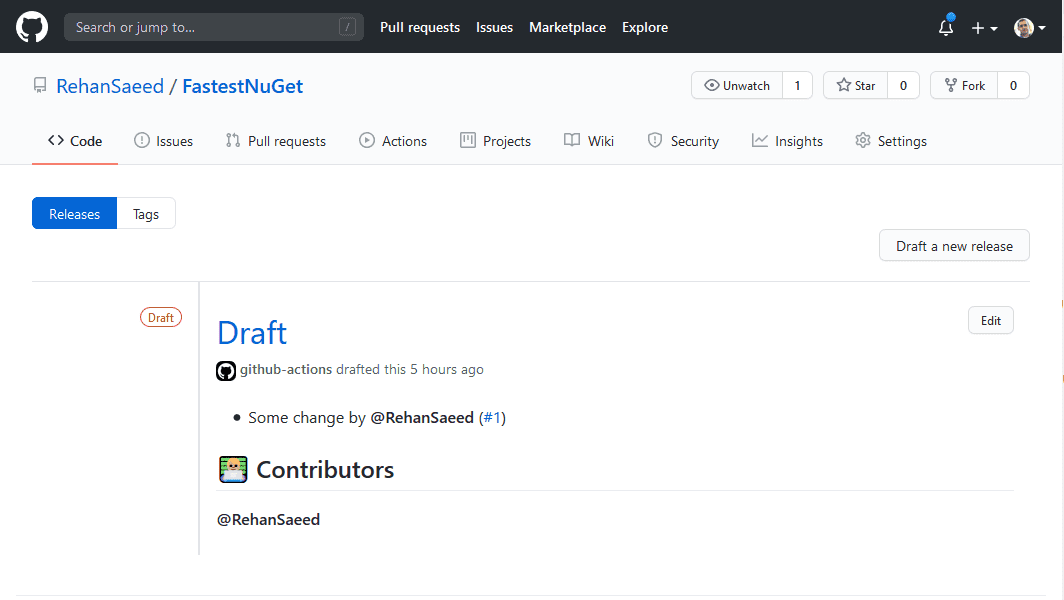 Search or jump to... / Pull requests Issues Marketplace Explore
RehanSaeed / FastestNuGet Unwatch 1 Star 0 Fork 0
Code Issues Pull requests Actions Projects Wiki Security Insights Settings
Releases Tags
Draft a new release
Draft
Draft Edit
github-actions drafted this 5 hours ago
• Some change by @RehanSaeed (#1)
Contributors
@RehanSaeed